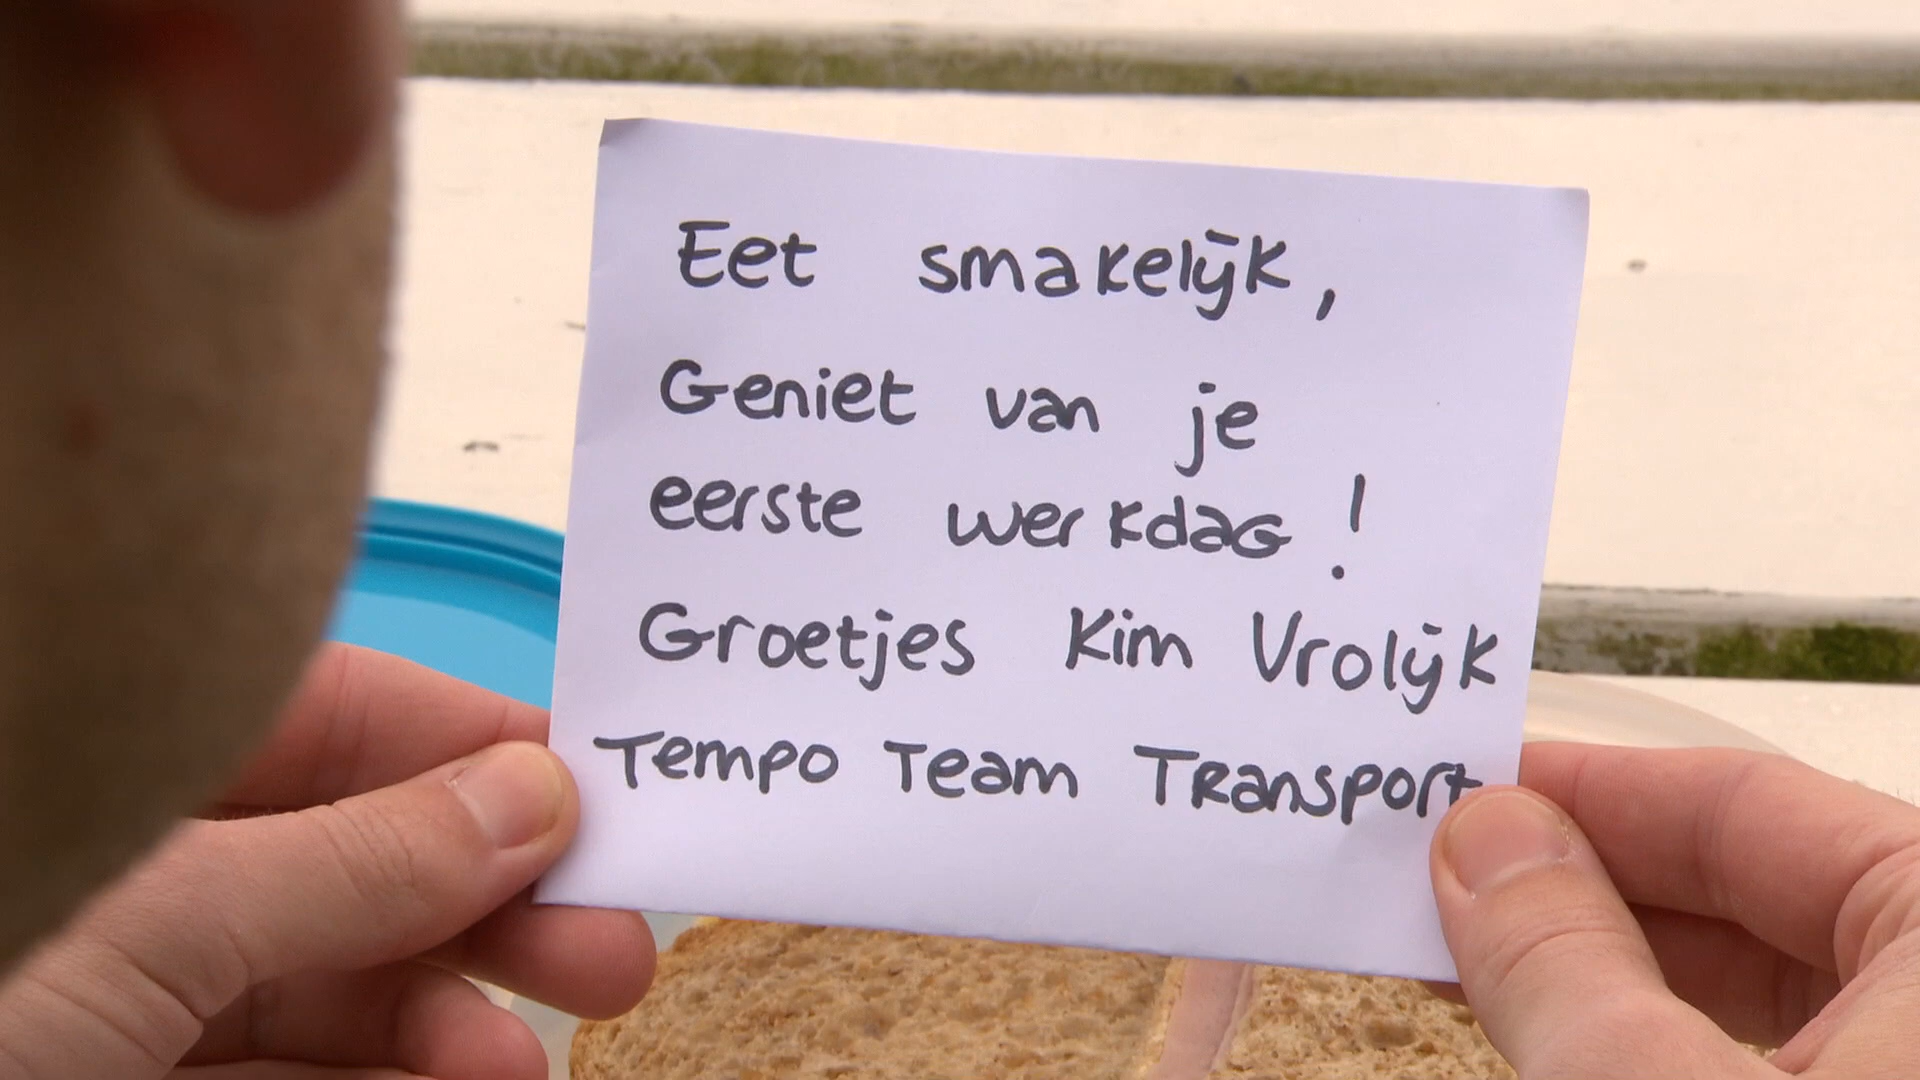 Eet smakelijk,
Geniet van je
eerste werkdag!
Groetjes Kim Vrolijk
Tempo Team Transport